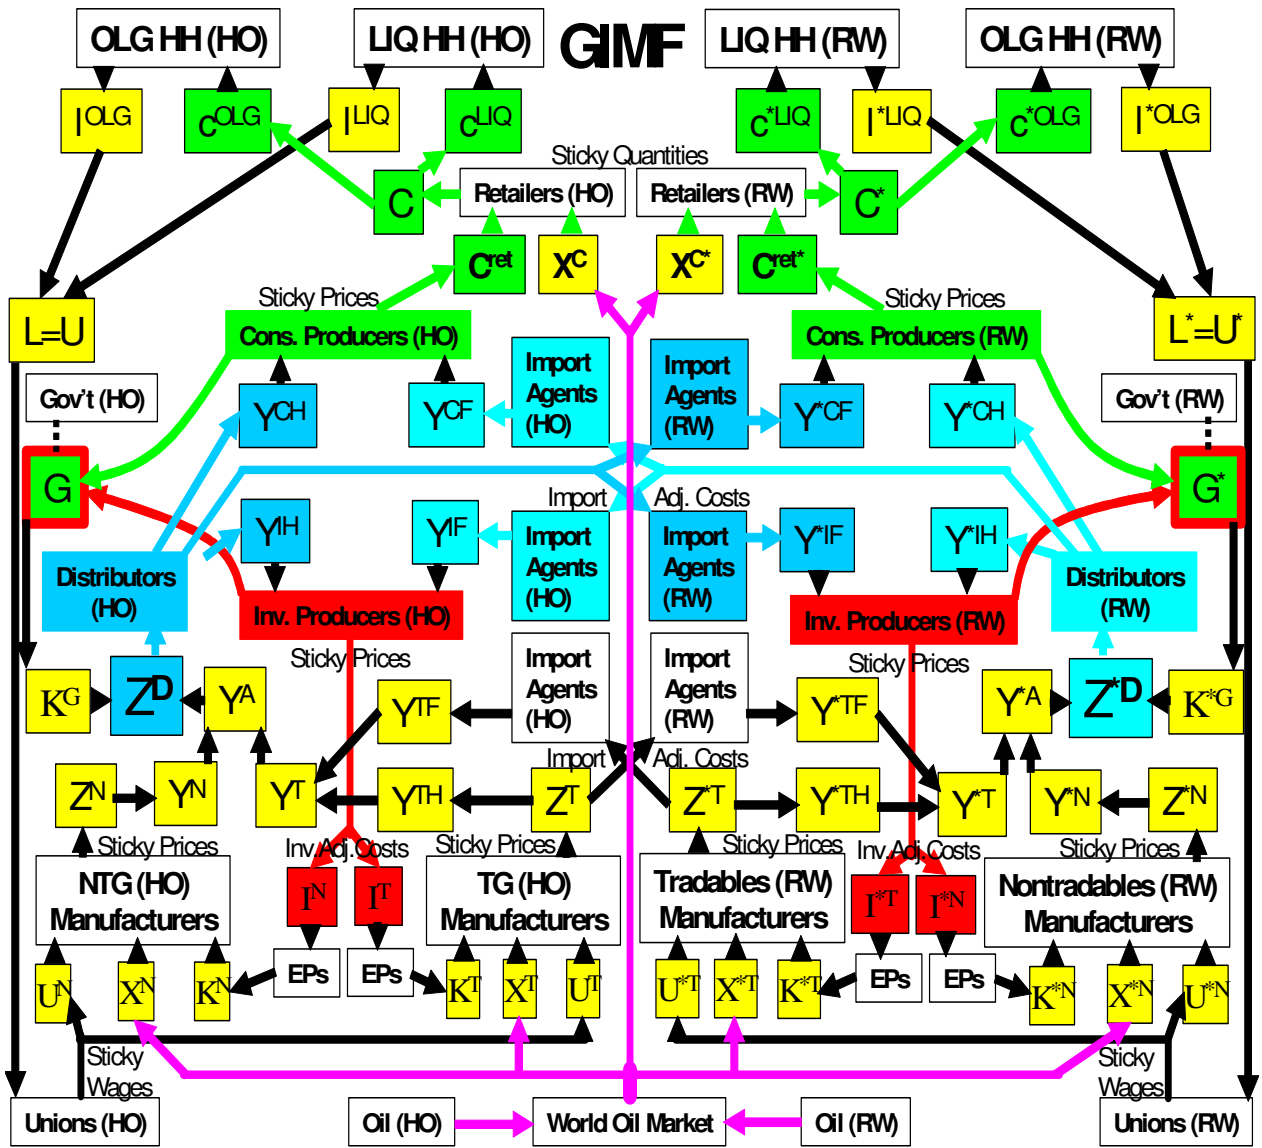 OLG HH (HO)
LIQ HH (HO)
GIMF
LIQ HH (RW)
OLG HH (RW)
I^OLG
C^OLG
I^LIQ
C^LIQ
C*^LIQ
I*^LIQ
C*^OLG
I*^OLG
Sticky Quantities
C
Retailers (HO)
Retailers (RW)
C*
C^ret
X^C
X^C*
C^ret*
Sticky Prices
Sticky Prices
L=U
Cons. Producers (HO)
Cons. Producers (RW)
L*=U*
Gov't (HO)
Y^CH
Y^CF
Import
Agents
(HO)
Import
Agents
(RW)
Y*^CF
Y*^CH
Gov't (RW)
G
G*
Import
Adj. Costs
Y^IH
Y^IF
Import
Agents
(HO)
Import
Agents
(RW)
Y*^IF
Y*^IH
Distributors
(HO)
Distributors
(RW)
Inv. Producers (HO)
Inv. Producers (RW)
Sticky Prices
Sticky Prices
K^G
Z^D
Y^A
Y^TF
Import
Agents
(HO)
Import
Agents
(RW)
Y*^TF
Y*^A
Z*^D
K*^G
Import
Adj. Costs
Z^N
Y^N
Y^T
Y^TH
Z^T
Z*^T
Y*^TH
Y*^T
Y*^N
Z*^N
Sticky Prices
Inv.Adj.Costs
Sticky Prices
Sticky Prices
Inv.Adj.Costs
Sticky Prices
NTG (HO)
Manufacturers
I^N
I^T
TG (HO)
Manufacturers
Tradables (RW)
Manufacturers
I*^T
I*^N
Nontradables (RW)
Manufacturers
U^N
X^N
K^N
EPs
EPs
K^T
X^T
U^T
U*^T
X*^T
K*^T
EPs
EPs
K*^N
X*^N
U*^N
Sticky
Wages
Sticky
Wages
Unions (HO)
Oil (HO)
World Oil Market
Oil (RW)
Unions (RW)